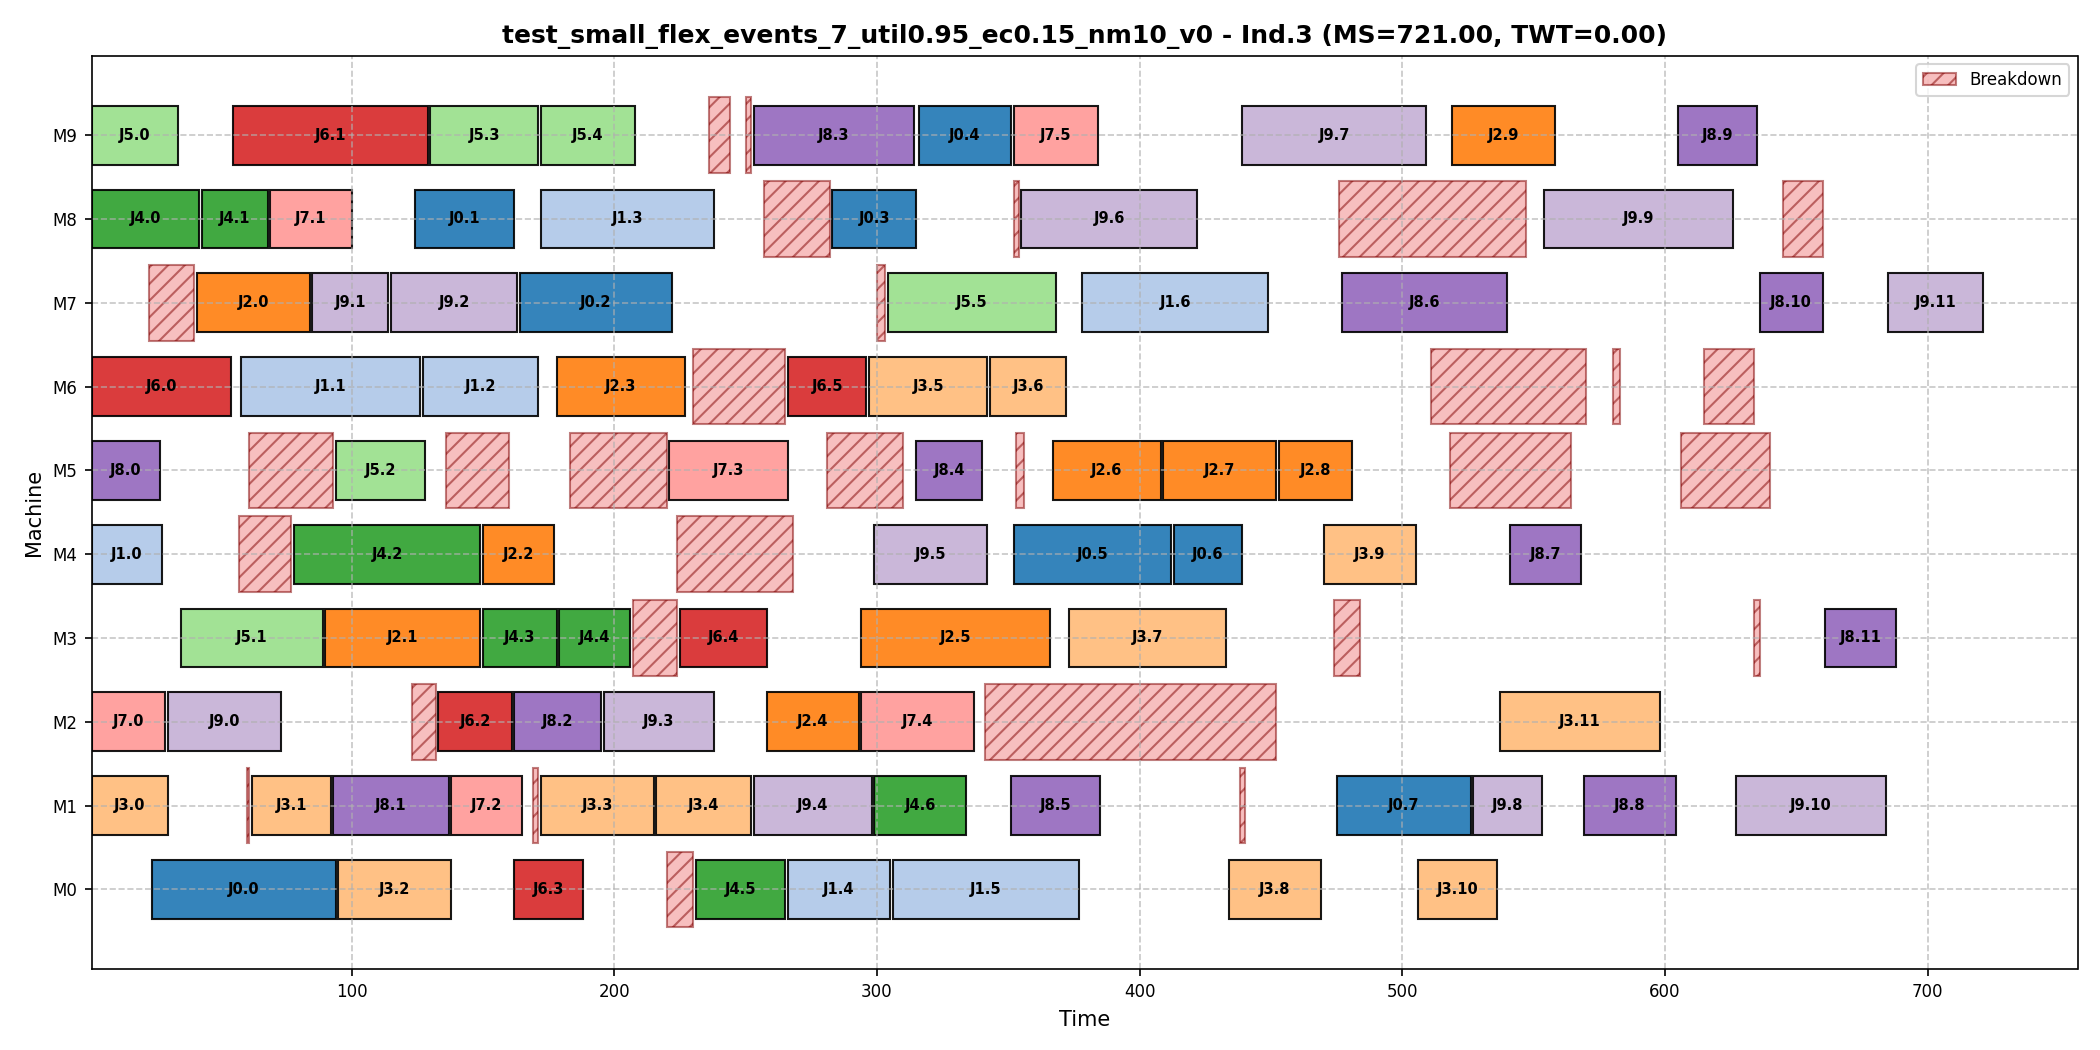 test_small_flex_events_7_util0.95_ec0.15_nm10_v0 - Ind.3 (MS=721.00, TWT=0.00)
Breakdown
Machine
M9 J5.0 J6.1 J5.3 J5.4 J8.3 J0.4 J7.5 J9.7 J2.9 J8.9
M8 J4.0 J4.1 J7.1 J0.1 J1.3 J0.3 J9.6 J9.9
M7 J2.0 J9.1 J9.2 J0.2 J5.5 J1.6 J8.6 J8.10 J9.11
M6 J6.0 J1.1 J1.2 J2.3 J6.5 J3.5 J3.6
M5 J8.0 J5.2 J7.3 J8.4 J2.6 J2.7 J2.8
M4 J1.0 J4.2 J2.2 J9.5 J0.5 J0.6 J3.9 J8.7
M3 J5.1 J2.1 J4.3 J4.4 J6.4 J2.5 J3.7 J8.11
M2 J7.0 J9.0 J6.2 J8.2 J9.3 J2.4 J7.4 J3.11
M1 J3.0 J3.1 J8.1 J7.2 J3.3 J3.4 J9.4 J4.6 J8.5 J0.7 J9.8 J8.8 J9.10
M0 J0.0 J3.2 J6.3 J4.5 J1.4 J1.5 J3.8 J3.10
100 200 300 400 500 600 700
Time